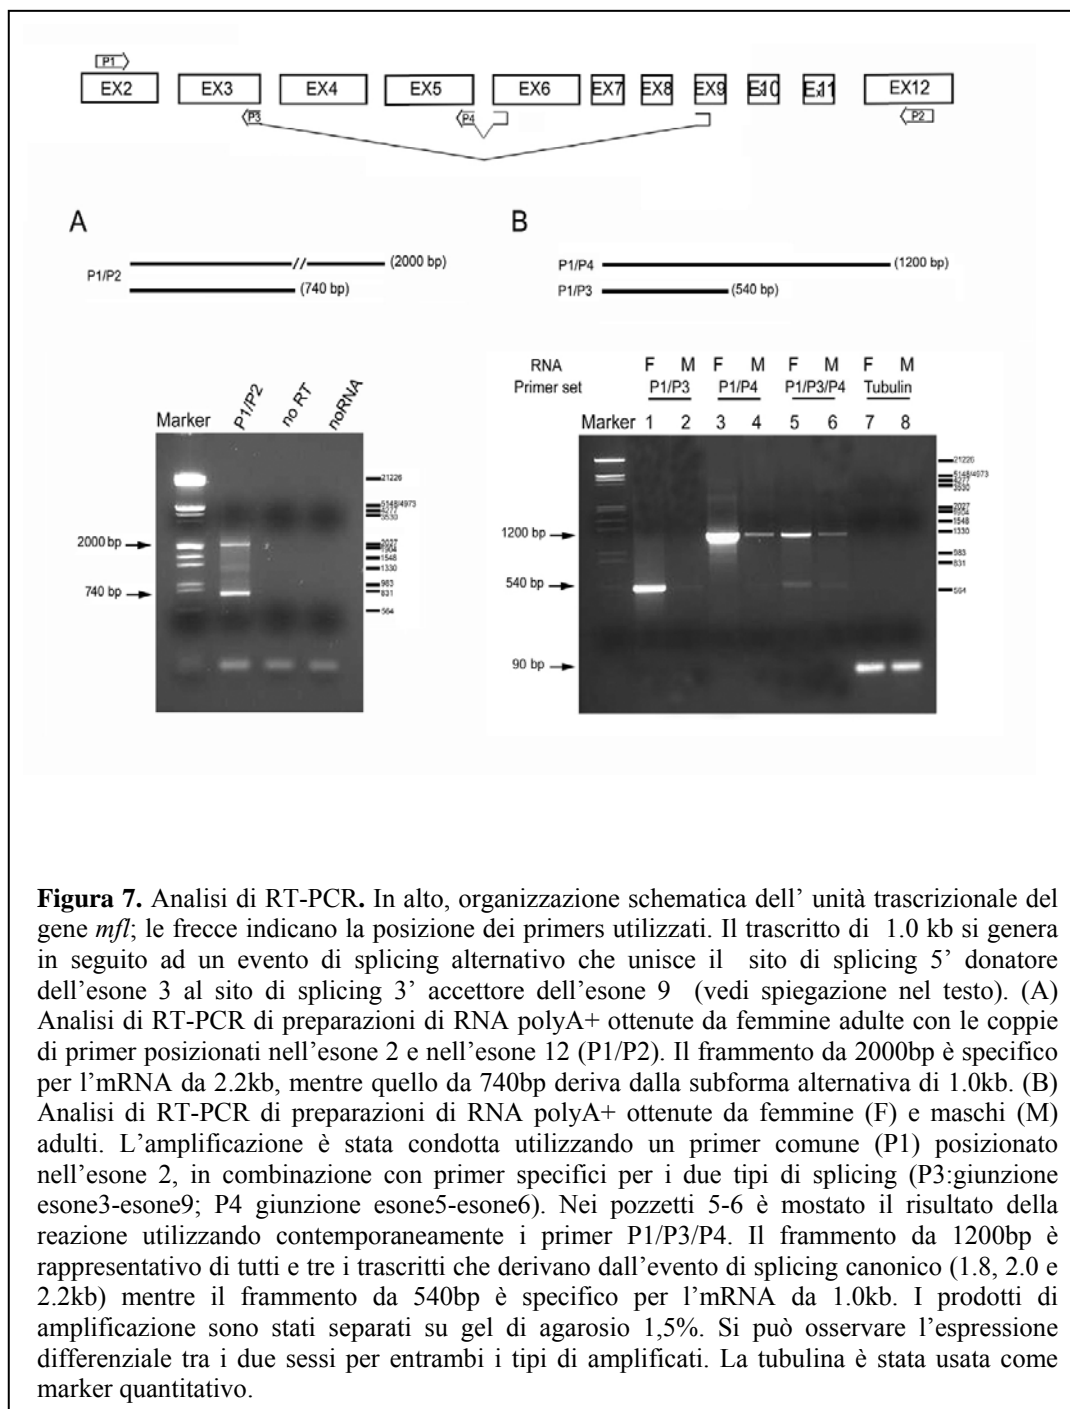 P1
EX2 EX3 EX4 EX5 EX6 EX7 EX8 EX9 E10 E11 EX12
P3 P4 P2
A
P1/P2
(2000 bp)
(740 bp)
Marker P1/P2 no RT noRNA
2000 bp
740 bp
21226
5148/4973
4277
3530
2027
1904
1548
1330
983
831
564
B
P1/P4 (1200 bp)
P1/P3 (540 bp)
RNA F M F M F M F M
Primer set P1/P3 P1/P4 P1/P3/P4 Tubulin
Marker 1 2 3 4 5 6 7 8
1200 bp
540 bp
90 bp
21226
5148/4973
4277
3530
2027
1904
1548
1330
983
831
564
Figura 7. Analisi di RT-PCR. In alto, organizzazione schematica dell’ unità trascrizionale del
gene mfl; le frecce indicano la posizione dei primers utilizzati. Il trascritto di 1.0 kb si genera
in seguito ad un evento di splicing alternativo che unisce il sito di splicing 5’ donatore
dell’esone 3 al sito di splicing 3’ accettore dell’esone 9 (vedi spiegazione nel testo). (A)
Analisi di RT-PCR di preparazioni di RNA polyA+ ottenute da femmine adulte con le coppie
di primer posizionati nell’esone 2 e nell’esone 12 (P1/P2). Il frammento da 2000bp è specifico
per l’mRNA da 2.2kb, mentre quello da 740bp deriva dalla subforma alternativa di 1.0kb. (B)
Analisi di RT-PCR di preparazioni di RNA polyA+ ottenute da femmine (F) e maschi (M)
adulti. L’amplificazione è stata condotta utilizzando un primer comune (P1) posizionato
nell’esone 2, in combinazione con primer specifici per i due tipi di splicing (P3:giunzione
esone3-esone9; P4 giunzione esone5-esone6). Nei pozzetti 5-6 è mostato il risultato della
reazione utilizzando contemporaneamente i primer P1/P3/P4. Il frammento da 1200bp è
rappresentativo di tutti e tre i trascritti che derivano dall’evento di splicing canonico (1.8, 2.0 e
2.2kb) mentre il frammento da 540bp è specifico per l’mRNA da 1.0kb. I prodotti di
amplificazione sono stati separati su gel di agarosio 1,5%. Si può osservare l’espressione
differenziale tra i due sessi per entrambi i tipi di amplificati. La tubulina è stata usata come
marker quantitativo.